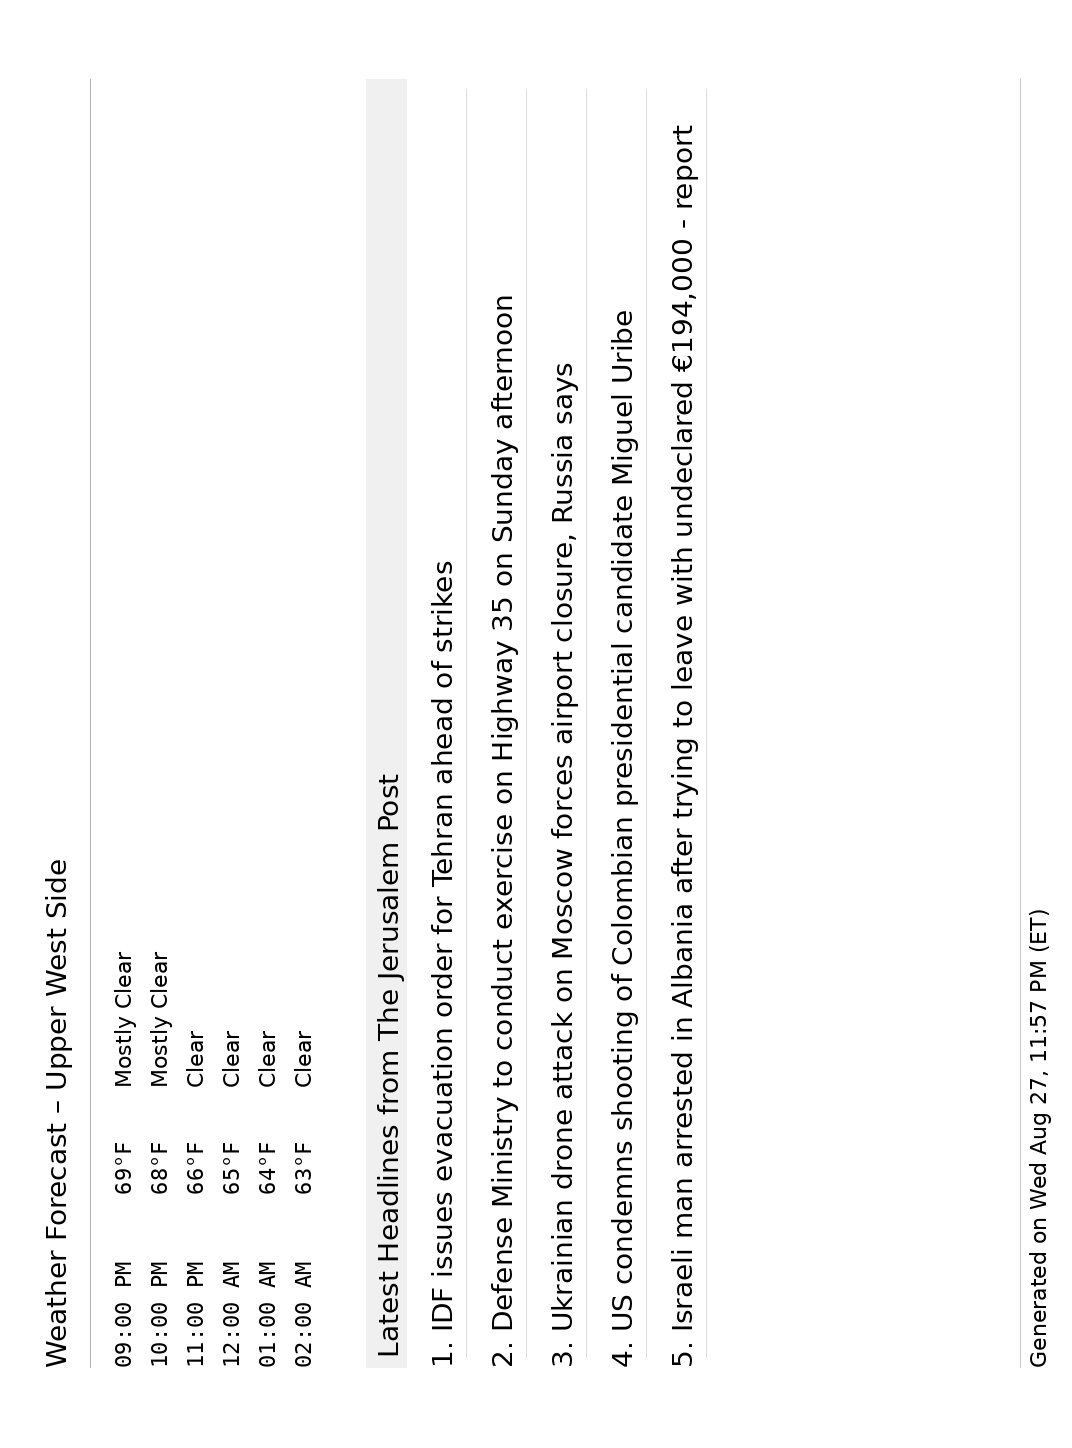 Weather Forecast – Upper West Side
09:00 PM 69°F Mostly Clear
10:00 PM 68°F Mostly Clear
11:00 PM 66°F Clear
12:00 AM 65°F Clear
01:00 AM 64°F Clear
02:00 AM 63°F Clear
Latest Headlines from The Jerusalem Post
1. IDF issues evacuation order for Tehran ahead of strikes
2. Defense Ministry to conduct exercise on Highway 35 on Sunday afternoon
3. Ukrainian drone attack on Moscow forces airport closure, Russia says
4. US condemns shooting of Colombian presidential candidate Miguel Uribe
5. Israeli man arrested in Albania after trying to leave with undeclared €194,000 - report
Generated on Wed Aug 27, 11:57 PM (ET)